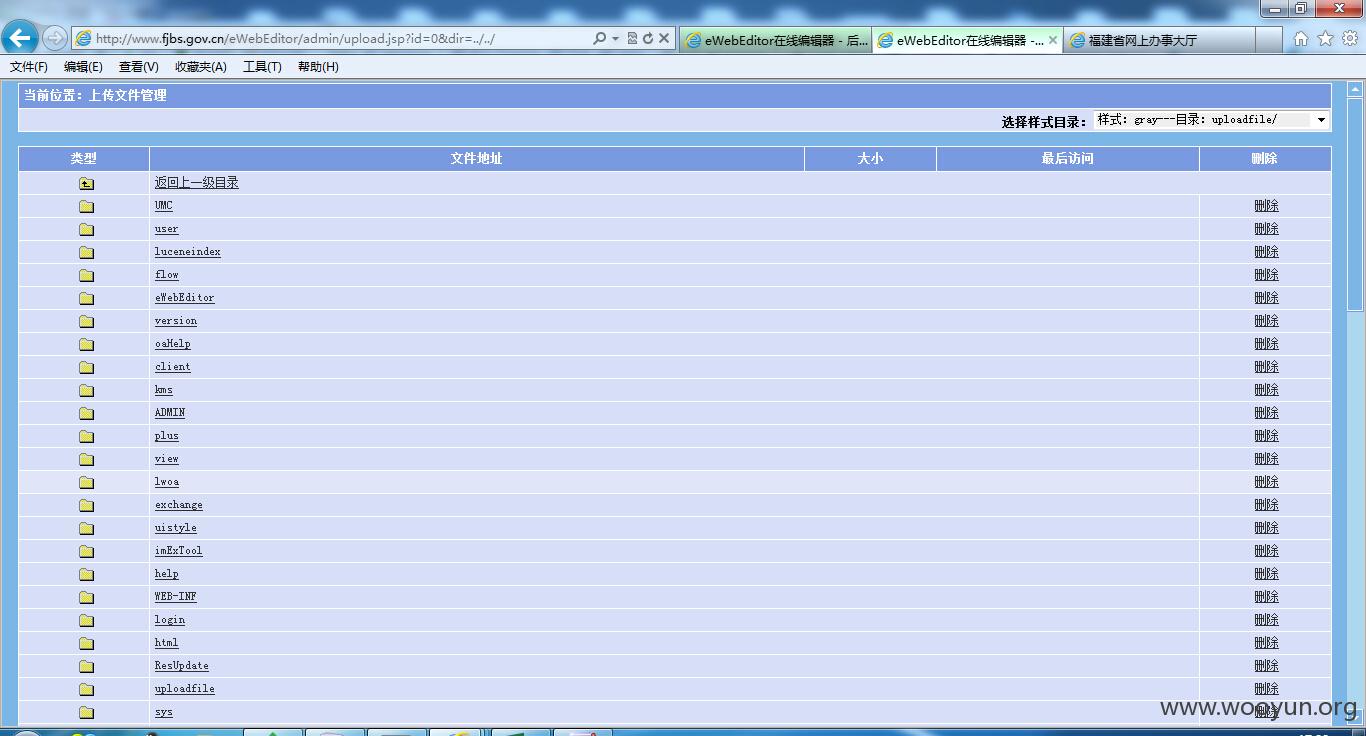 http://www.fjbs.gov.cn/eWebEditor/admin/upload.jsp?id=0&dir=../../
eWebEditor在线编辑器 - 后...
eWebEditor在线编辑器 -...
福建省网上办事大厅
文件(F) 编辑(E) 查看(V) 收藏夹(A) 工具(T) 帮助(H)
当前位置：上传文件管理
选择样式目录： 样式：gray---目录：uploadfile/
类型 文件地址 大小 最后访问 删除
返回上一级目录
UMC 删除
user 删除
luceneindex 删除
flow 删除
eWebEditor 删除
version 删除
oaHelp 删除
client 删除
kms 删除
ADMIN 删除
plus 删除
view 删除
lwoa 删除
exchange 删除
uistyle 删除
imExTool 删除
help 删除
WEB-INF 删除
login 删除
html 删除
ResUpdate 删除
uploadfile 删除
sys 删除
www.wooyun.org